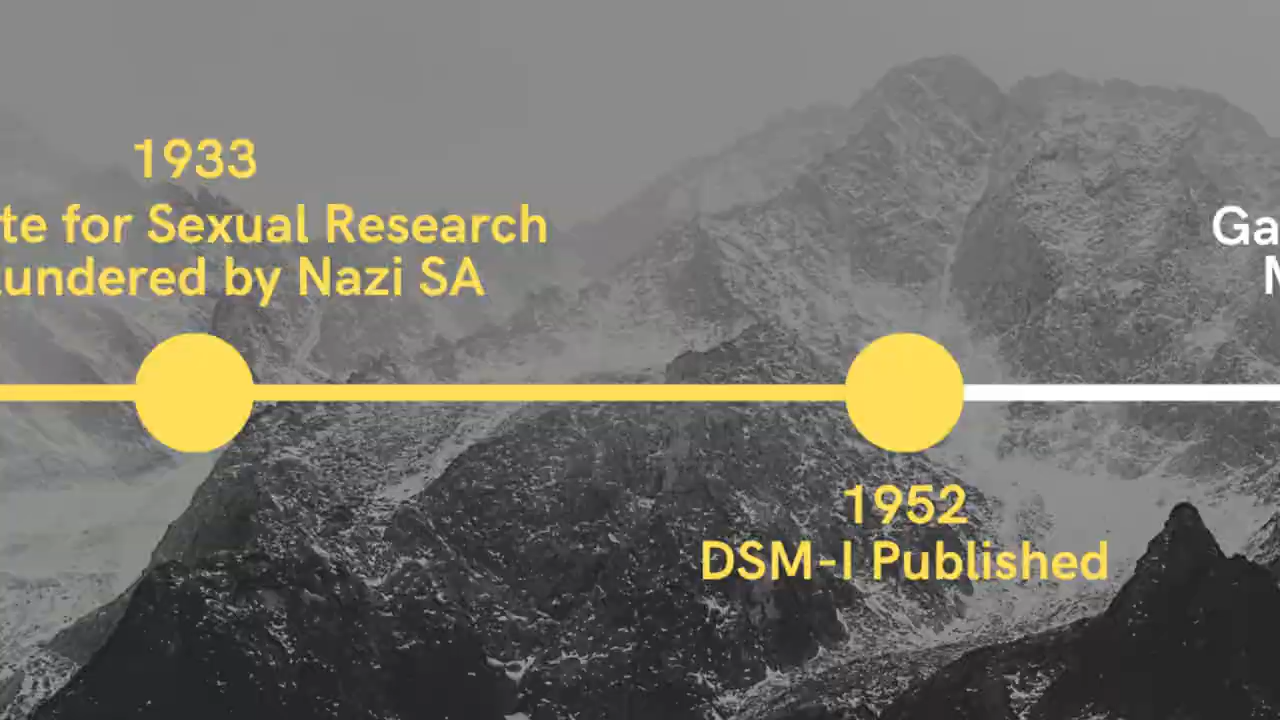 1933
te for Sexual Research
undered by Nazi SA
Ga
1952
DSM-I Published